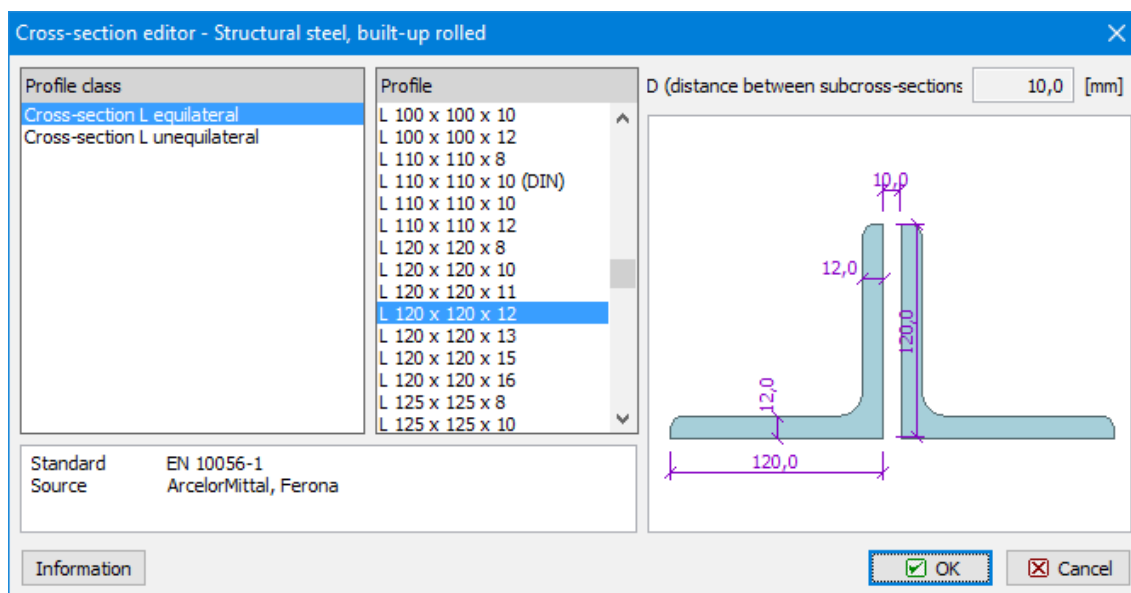 Cross-section editor - Structural steel, built-up rolled
Profile class
Cross-section L equilateral
Cross-section L unequilateral
Profile
L 100 x 100 x 10
L 100 x 100 x 12
L 110 x 110 x 8
L 110 x 110 x 10 (DIN)
L 110 x 110 x 10
L 110 x 110 x 12
L 120 x 120 x 8
L 120 x 120 x 10
L 120 x 120 x 11
L 120 x 120 x 12
L 120 x 120 x 13
L 120 x 120 x 15
L 120 x 120 x 16
L 125 x 125 x 8
L 125 x 125 x 10
D (distance between subcross-sections
10,0 [mm]
10,0
12,0
120,0
12,0
120,0
Standard EN 10056-1
Source ArcelorMittal, Ferona
Information
OK
Cancel